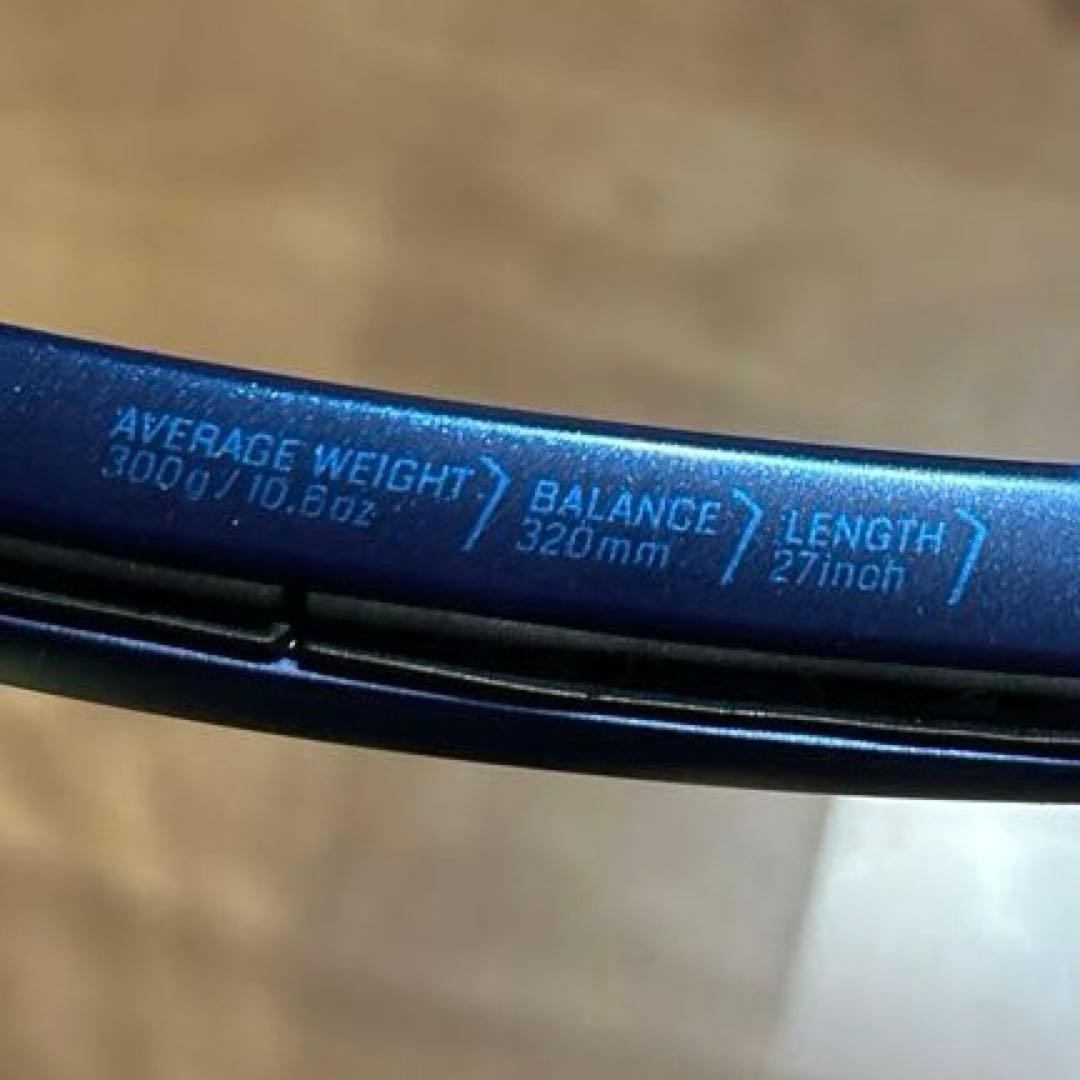 AVERAGE WEIGHT
300g / 10.6oz
BALANCE
320mm
LENGTH
27inch